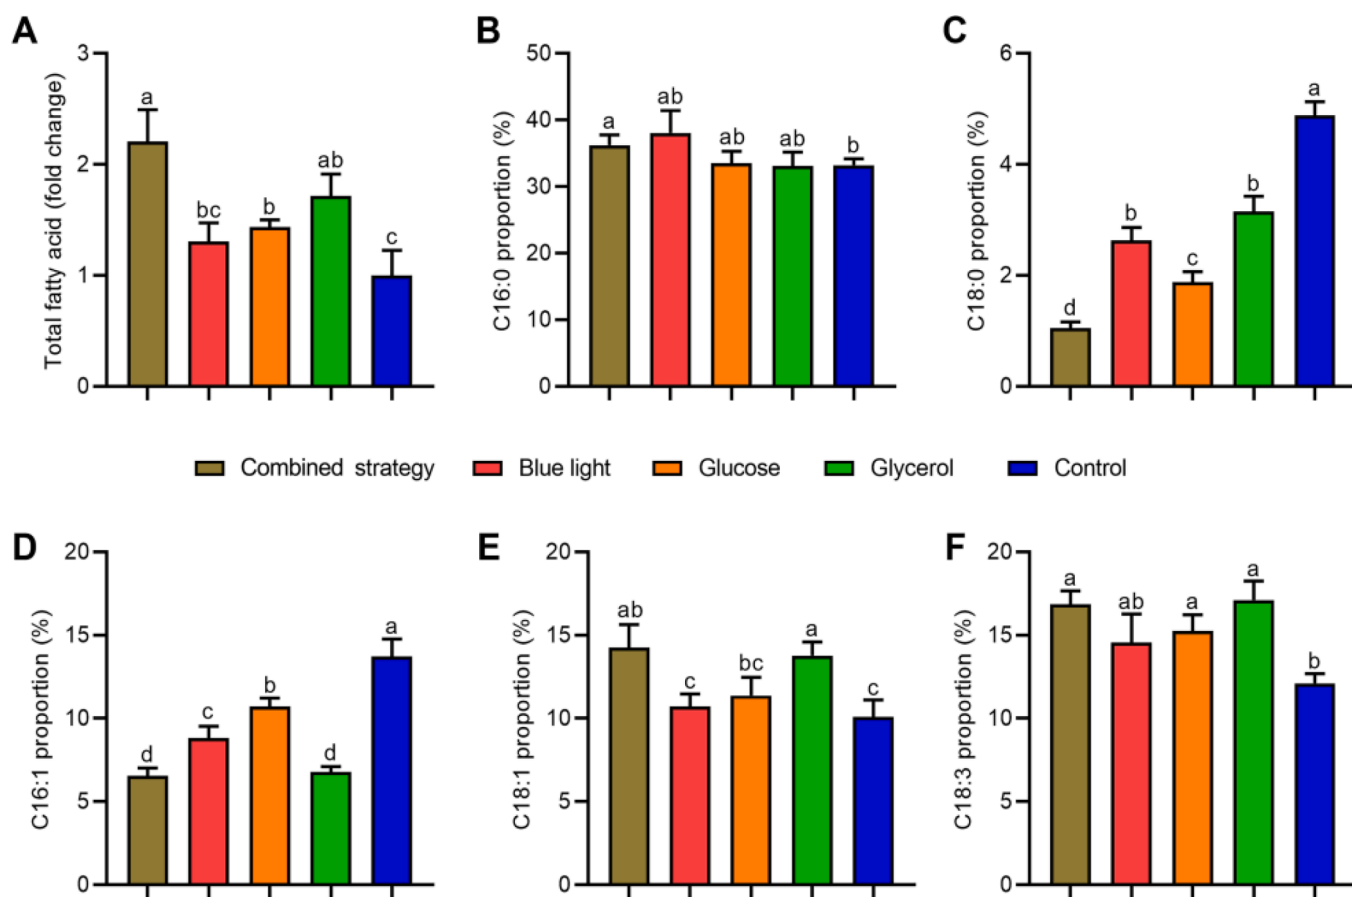 A
Total fatty acid (fold change)
3
2
1
0
a
bc
b
ab
c
B
C16:0 proportion (%)
50
40
30
20
10
0
a
ab
ab
ab
b
C
C18:0 proportion (%)
6
4
2
0
d
b
c
b
a
Combined strategy
Blue light
Glucose
Glycerol
Control
D
C16:1 proportion (%)
20
15
10
5
0
d
c
b
d
a
E
C18:1 proportion (%)
20
15
10
5
0
ab
c
bc
a
c
F
C18:3 proportion (%)
20
15
10
5
0
a
ab
a
a
b